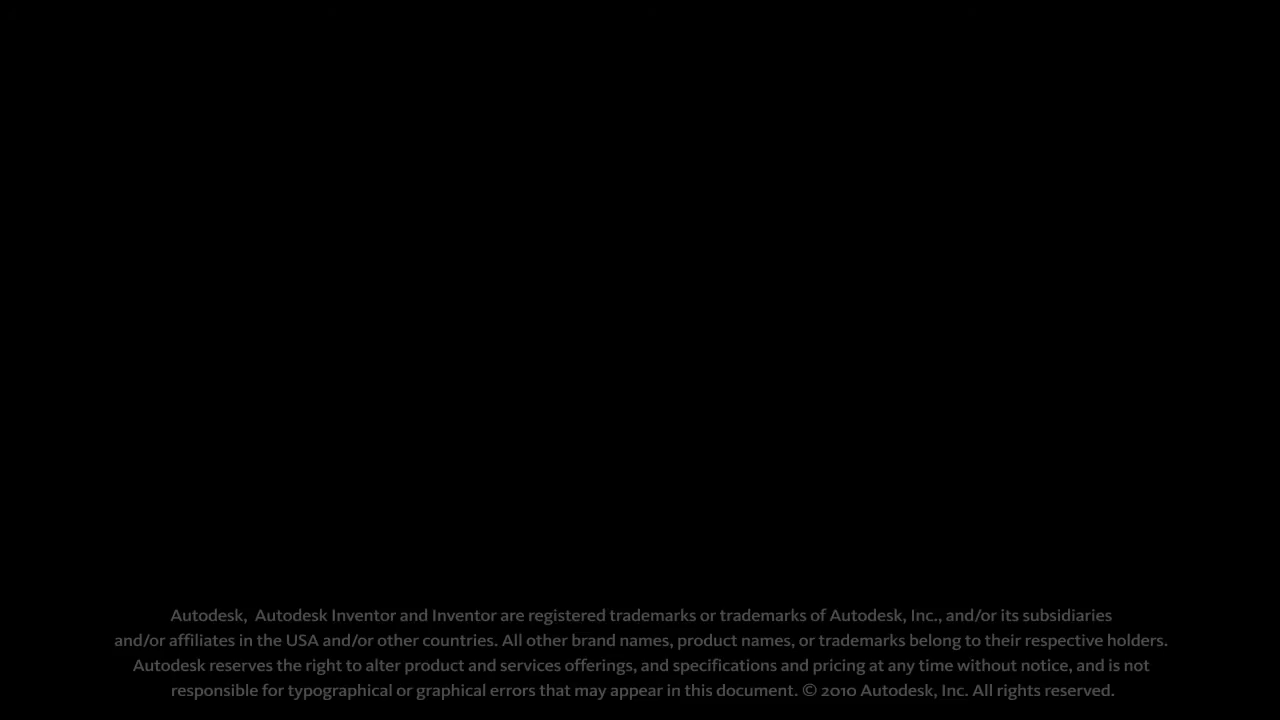 Autodesk, Autodesk Inventor and Inventor are registered trademarks or trademarks of Autodesk, Inc., and/or its subsidiaries
and/or affiliates in the USA and/or other countries. All other brand names, product names, or trademarks belong to their respective holders.
Autodesk reserves the right to alter product and services offerings, and specifications and pricing at any time without notice, and is not
responsible for typographical or graphical errors that may appear in this document. © 2010 Autodesk, Inc. All rights reserved.